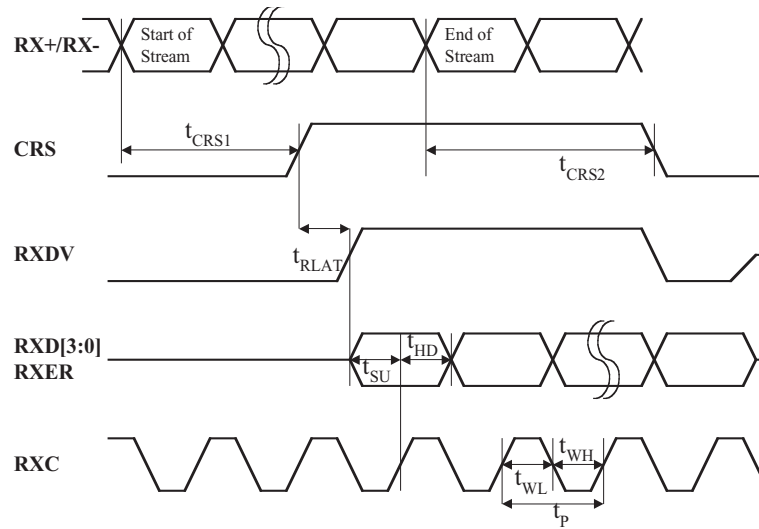 RX+/RX-
Start of
Stream
End of
Stream
CRS
tCRS1
tCRS2
RXDV
tRLAT
RXD[3:0]
RXER
tSU
tHD
RXC
tWL
tWH
tP